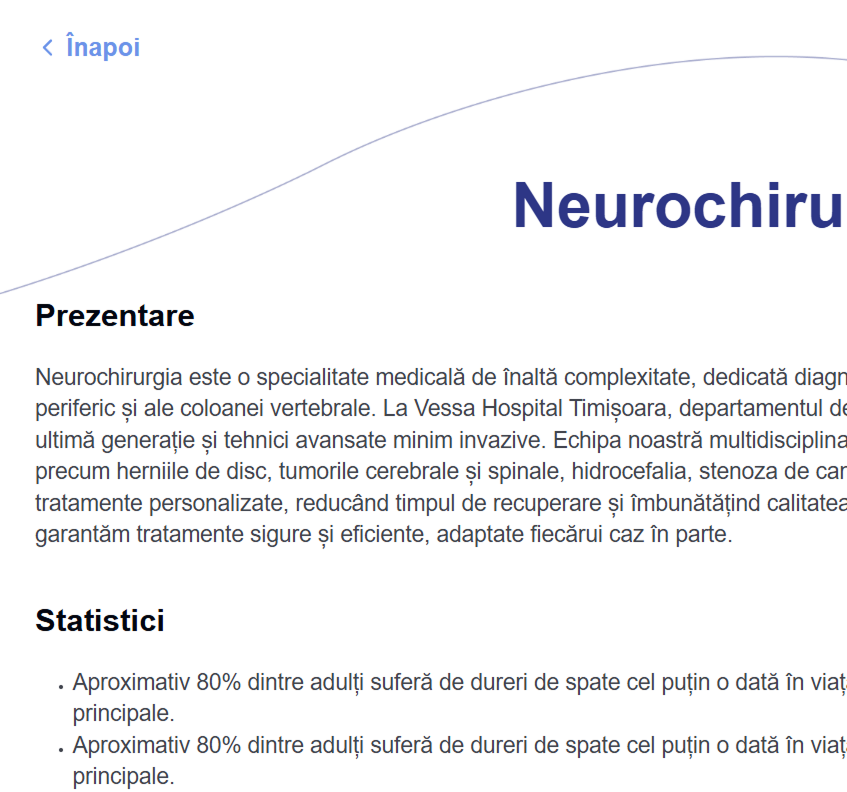 Înapoi
Neurochiru
Prezentare
Neurochirurgia este o specialitate medicală de înaltă complexitate, dedicată diagn
periferic și ale coloanei vertebrale. La Vessa Hospital Timișoara, departamentul de
ultimă generație și tehnici avansate minim invazive. Echipa noastră multidisciplina
precum herniile de disc, tumorile cerebrale și spinale, hidrocefalia, stenoza de can
tratamente personalizate, reducând timpul de recuperare și îmbunătățind calitatea
garantăm tratamente sigure și eficiente, adaptate fiecărui caz în parte.
Statistici
• Aproximativ 80% dintre adulți suferă de dureri de spate cel puțin o dată în viaț
principale.
• Aproximativ 80% dintre adulți suferă de dureri de spate cel puțin o dată în viaț
principale.